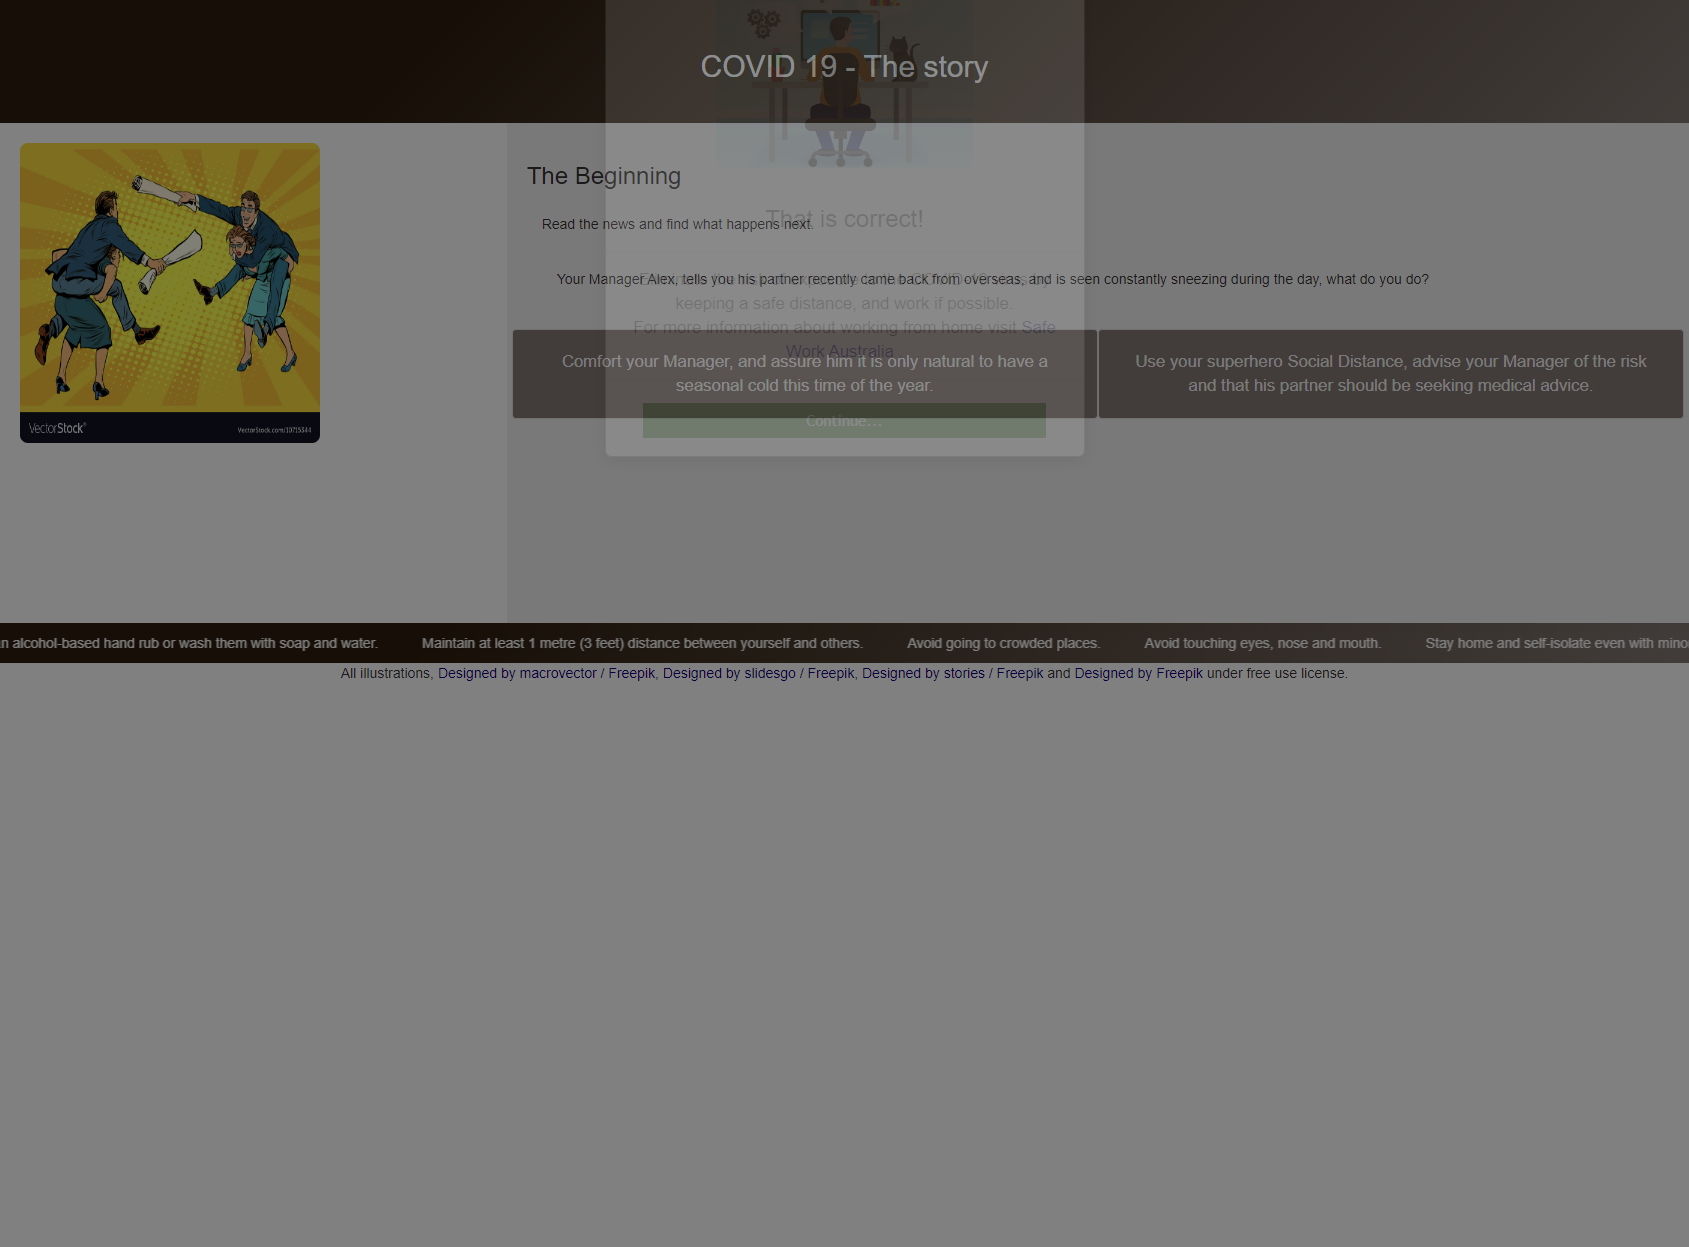 COVID 19 - The story
The Beginning
Read the news and find what happens next.
That is correct!
Your Manager Alex, tells you his partner recently came back from overseas, and is seen constantly sneezing during the day, what do you do?
keeping a safe distance, and work if possible.
For more information about working from home visit Safe
Work Australia
Comfort your Manager, and assure him it is only natural to have a
seasonal cold this time of the year.
Use your superhero Social Distance, advise your Manager of the risk
and that his partner should be seeking medical advice.
Continue...
VectorStock®
VectorStock.com/19715344
n alcohol-based hand rub or wash them with soap and water. Maintain at least 1 metre (3 feet) distance between yourself and others. Avoid going to crowded places. Avoid touching eyes, nose and mouth. Stay home and self-isolate even with mino
All illustrations, Designed by macrovector / Freepik, Designed by slidesgo / Freepik, Designed by stories / Freepik and Designed by Freepik under free use license.